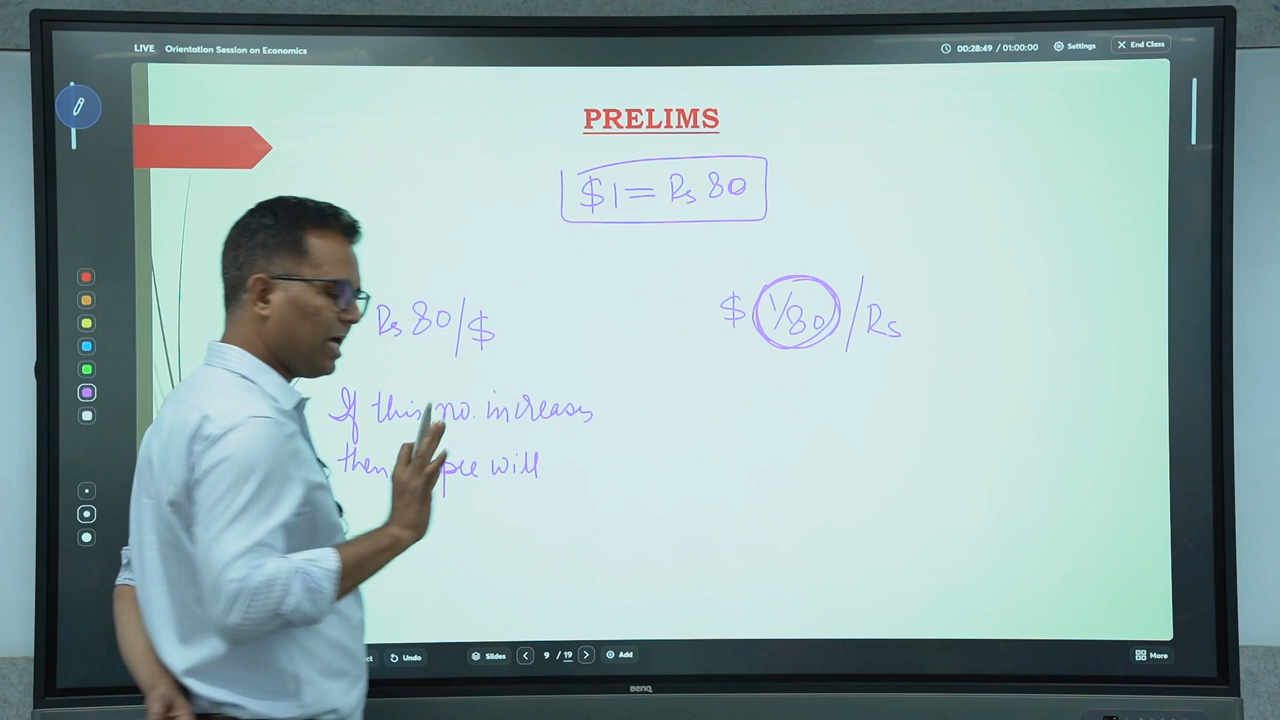 LIVE Orientation Session on Economics
00:28:49 / 01:00:00 Settings X End Class
PRELIMS
$1 = Rs 80
Rs 80/$
$ 1/80 /Rs
If this no. increases
then will
Undo Slides < 9 / 19 > Add More
BenQ